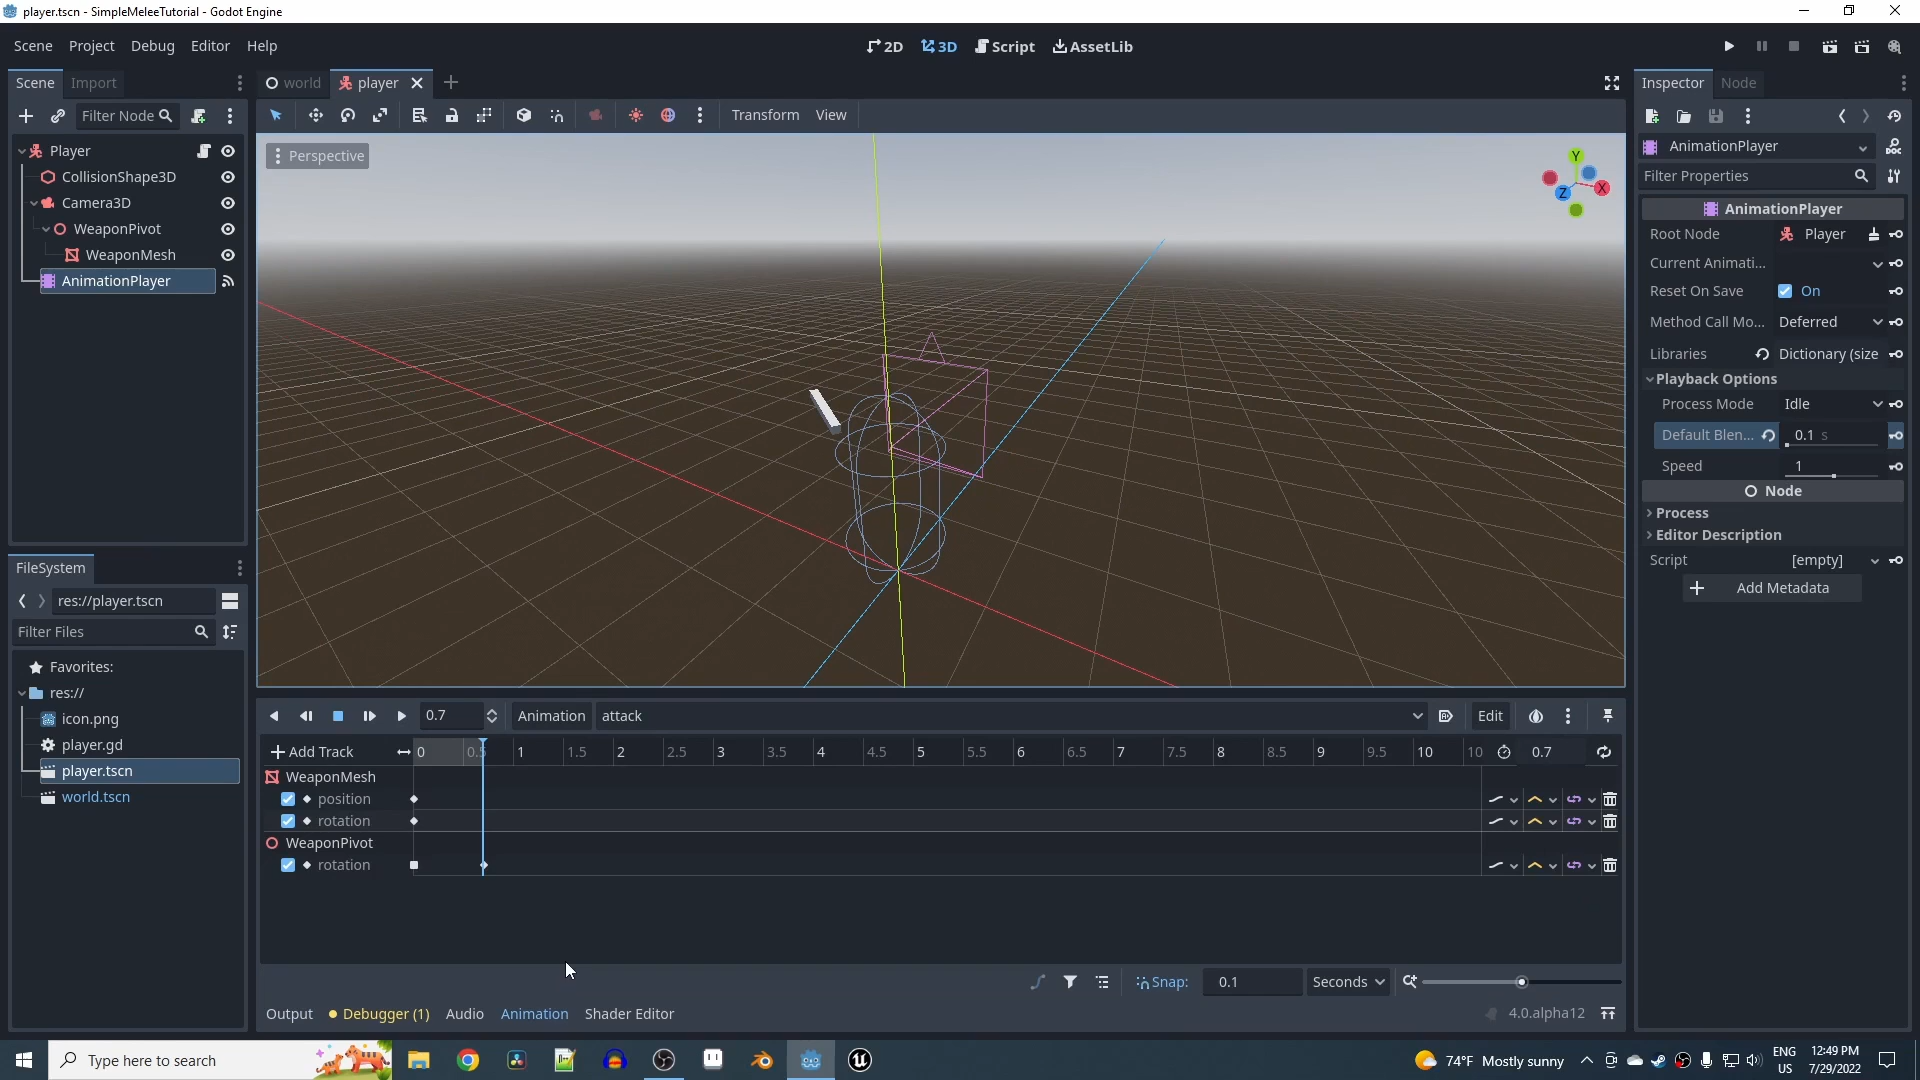 player.tscn - SimpleMeleeTutorial - Godot Engine
Scene Project Debug Editor Help
2D 3D Script AssetLib
Scene Import
world player
Inspector Node
Filter Node
Transform View
Perspective
Y
X
Z
Player
CollisionShape3D
Camera3D
WeaponPivot
WeaponMesh
AnimationPlayer
AnimationPlayer
Filter Properties
AnimationPlayer
Root Node Player
Current Animati...
Reset On Save On
Method Call Mo... Deferred
Libraries Dictionary (size
Playback Options
Process Mode Idle
Default Blen... 0.1 s
Speed 1
Node
Process
Editor Description
Script [empty]
Add Metadata
FileSystem
res://player.tscn
Filter Files
Favorites:
res://
icon.png
player.gd
player.tscn
world.tscn
0.7 Animation attack Edit
Add Track 0 0.5 1 1.5 2 2.5 3 3.5 4 4.5 5 5.5 6 6.5 7 7.5 8 8.5 9 9.5 10 10 0.7
WeaponMesh
position
rotation
WeaponPivot
rotation
Snap: 0.1 Seconds
Output Debugger (1) Audio Animation Shader Editor 4.0.alpha12
Type here to search
74°F Mostly sunny
ENG
US
12:49 PM
7/29/2022